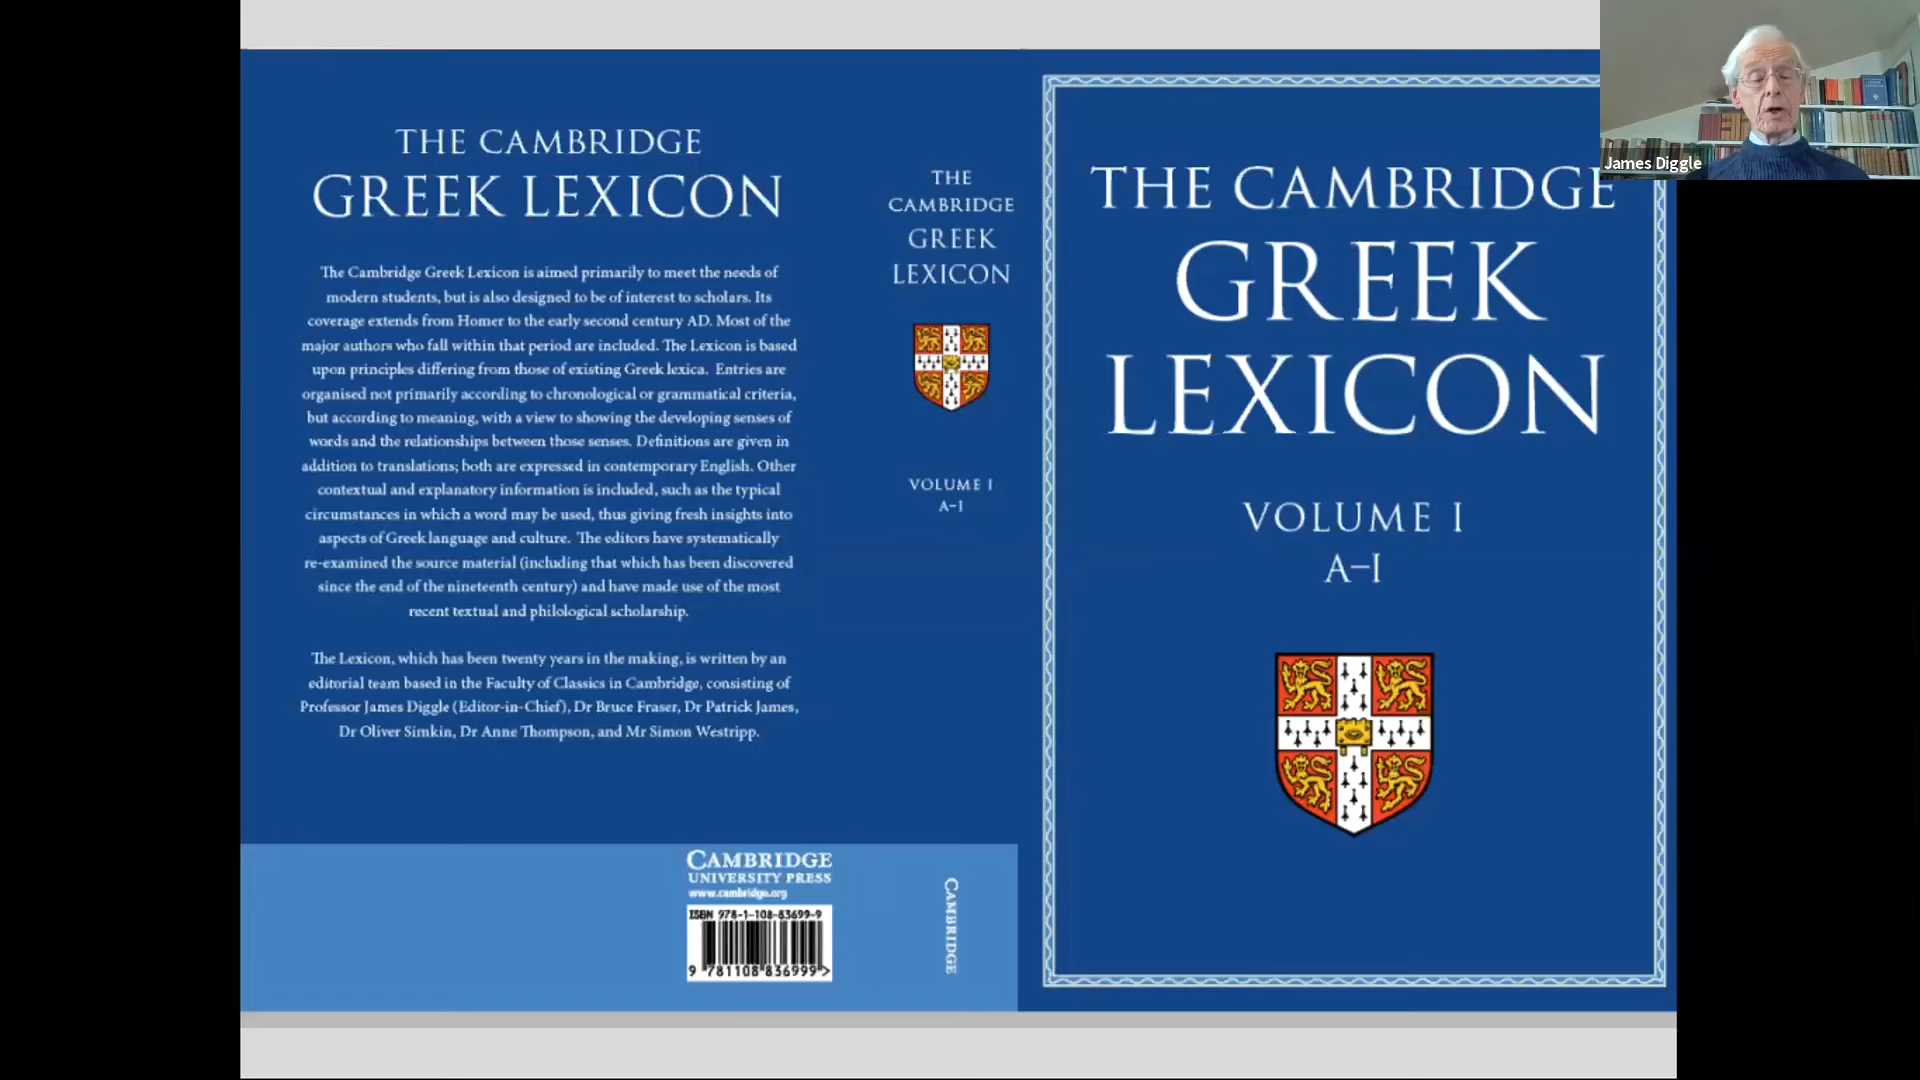 THE CAMBRIDGE
GREEK LEXICON
The Cambridge Greek Lexicon is aimed primarily to meet the needs of
modern students, but is also designed to be of interest to scholars. Its
coverage extends from Homer to the early second century AD. Most of the
major authors who fall within that period are included. The Lexicon is based
upon principles differing from those of existing Greek lexica. Entries are
organised not primarily according to chronological or grammatical criteria,
but according to meaning, with a view to showing the developing senses of
words and the relationships between those senses. Definitions are given in
addition to translations; both are expressed in contemporary English. Other
contextual and explanatory information is included, such as the typical
circumstances in which a word may be used, thus giving fresh insights into
aspects of Greek language and culture. The editors have systematically
re-examined the source material (including that which has been discovered
since the end of the nineteenth century) and have made use of the most
recent textual and philological scholarship.
The Lexicon, which has been twenty years in the making, is written by an
editorial team based in the Faculty of Classics in Cambridge, consisting of
Professor James Diggle (Editor-in-Chief), Dr Bruce Fraser, Dr Patrick James,
Dr Oliver Simkin, Dr Anne Thompson, and Mr Simon Westripp.
CAMBRIDGE
UNIVERSITY PRESS
www.cambridge.org
ISBN 978-1-108-83699-9
9 781108 836999 >
THE
CAMBRIDGE
GREEK
LEXICON
VOLUME I
A–I
CAMBRIDGE
THE CAMBRIDGE
GREEK
LEXICON
VOLUME I
A–I
James Diggle